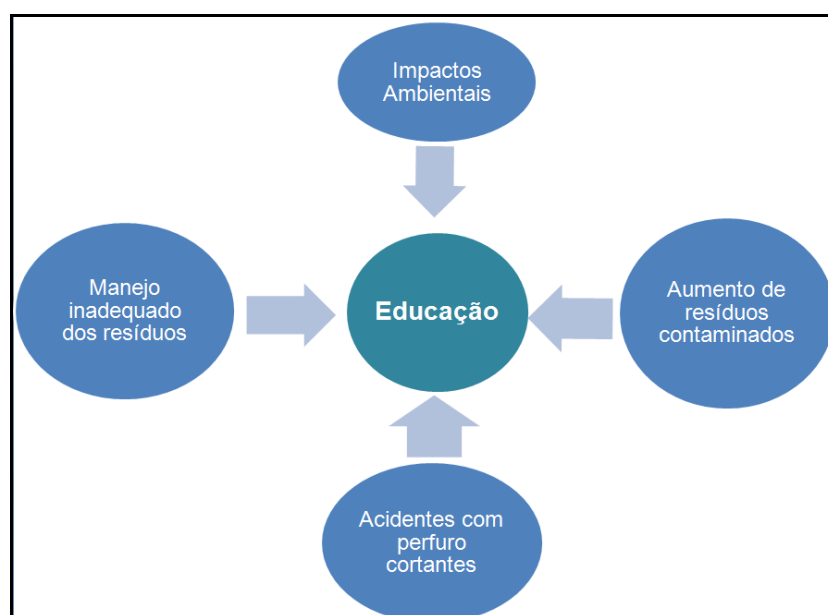 Impactos
Ambientais
Manejo
inadequado
dos resíduos
Educação
Aumento de
resíduos
contaminados
Acidentes com
perfuro
cortantes